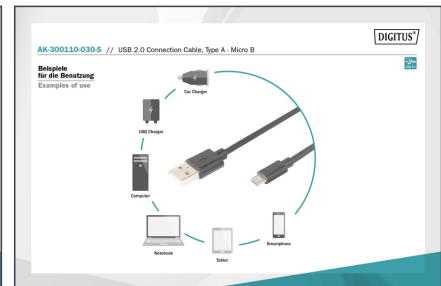 DIGITUS®
AK-300110-030-S // USB 2.0 Connection Cable, Type A - Micro B
Beispiele
für die Benutzung
Examples of use
Car Charger
USB Charger
Computer
Notebook
Tablet
Smartphone